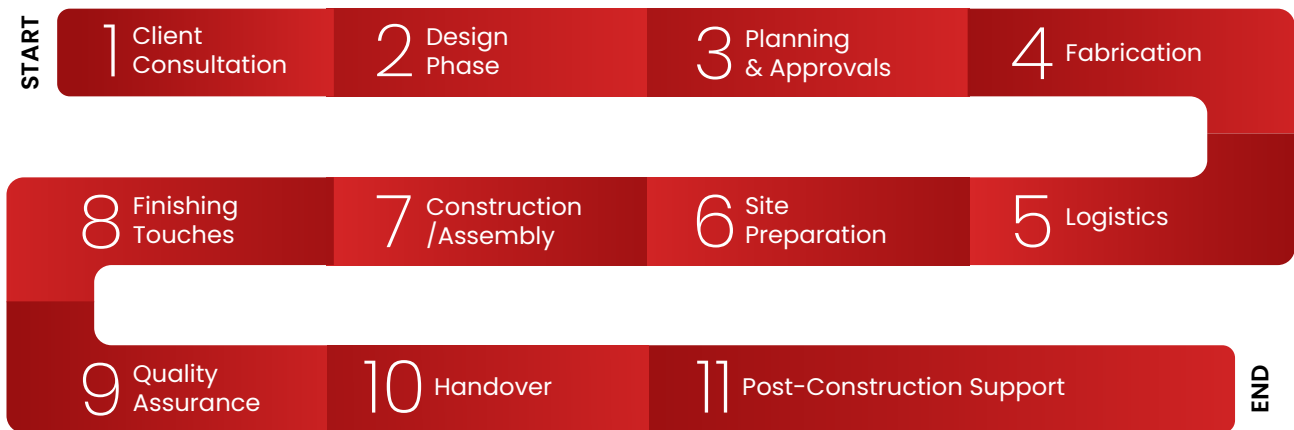 START
1 Client
Consultation
2 Design
Phase
3 Planning
& Approvals
4 Fabrication
5 Logistics
6 Site
Preparation
7 Construction
/Assembly
8 Finishing
Touches
9 Quality
Assurance
10 Handover
11 Post-Construction Support
END